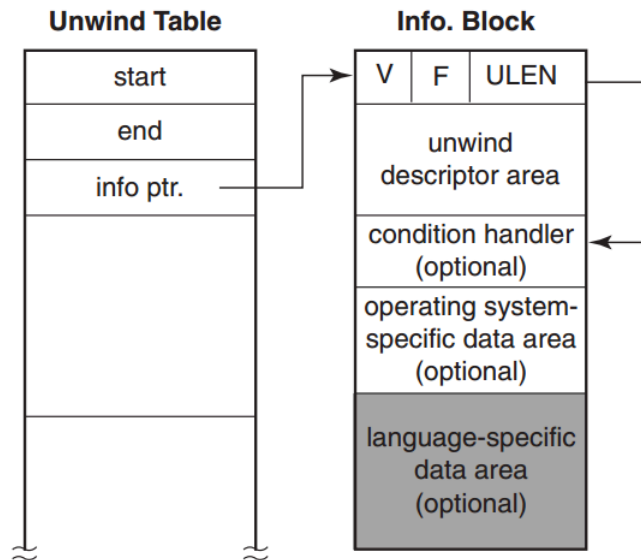 Unwind Table
start
end
info ptr.
Info. Block
V F ULEN
unwind
descriptor area
condition handler
(optional)
operating system-
specific data area
(optional)
language-specific
data area
(optional)